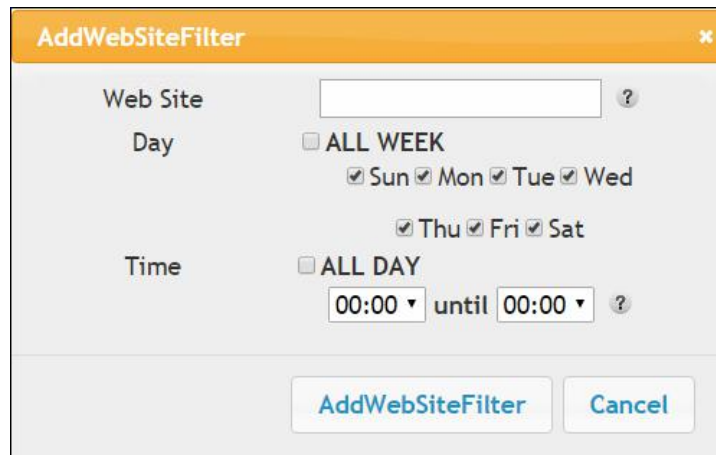 AddWebSiteFilter ×
Web Site ?
Day ALL WEEK
Sun Mon Tue Wed
Thu Fri Sat
Time ALL DAY
00:00 until 00:00 ?
AddWebSiteFilter Cancel